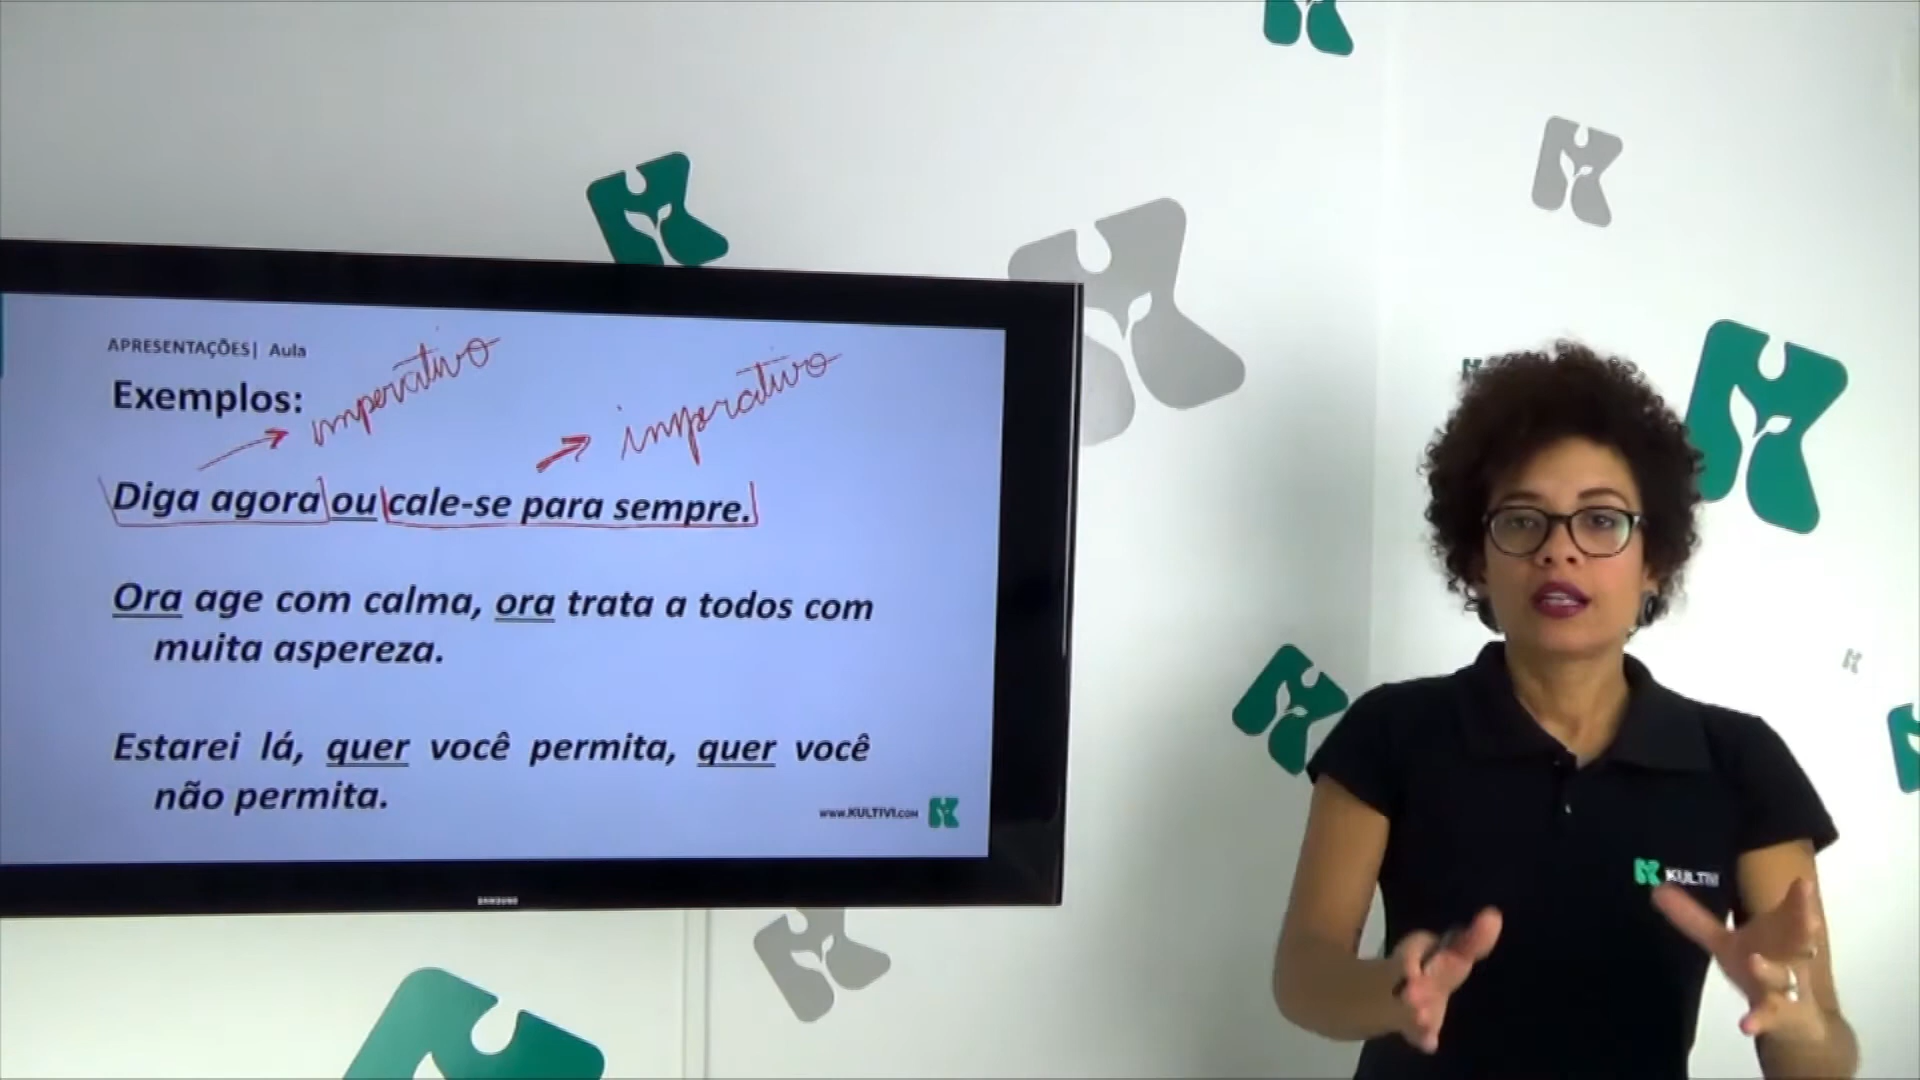 APRESENTAÇÕES| Aula
Exemplos:
imperativo
imperativo
Diga agora ou cale-se para sempre.
Ora age com calma, ora trata a todos com
muita aspereza.
Estarei lá, quer você permita, quer você
não permita.
WWW.KULTIVI.COM
SAMSUNG
KULTIVI